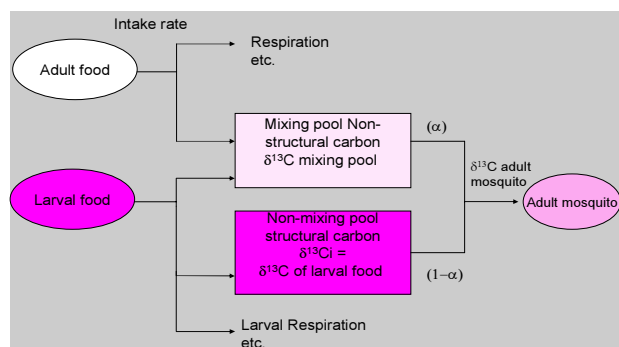 Intake rate
Adult food
Respiration
etc.
Mixing pool Non-
structural carbon
δ¹³C mixing pool
(α)
δ¹³C adult
mosquito
Larval food
Adult mosquito
Non-mixing pool
structural carbon
δ¹³Ci =
δ¹³C of larval food
(1−α)
Larval Respiration
etc.